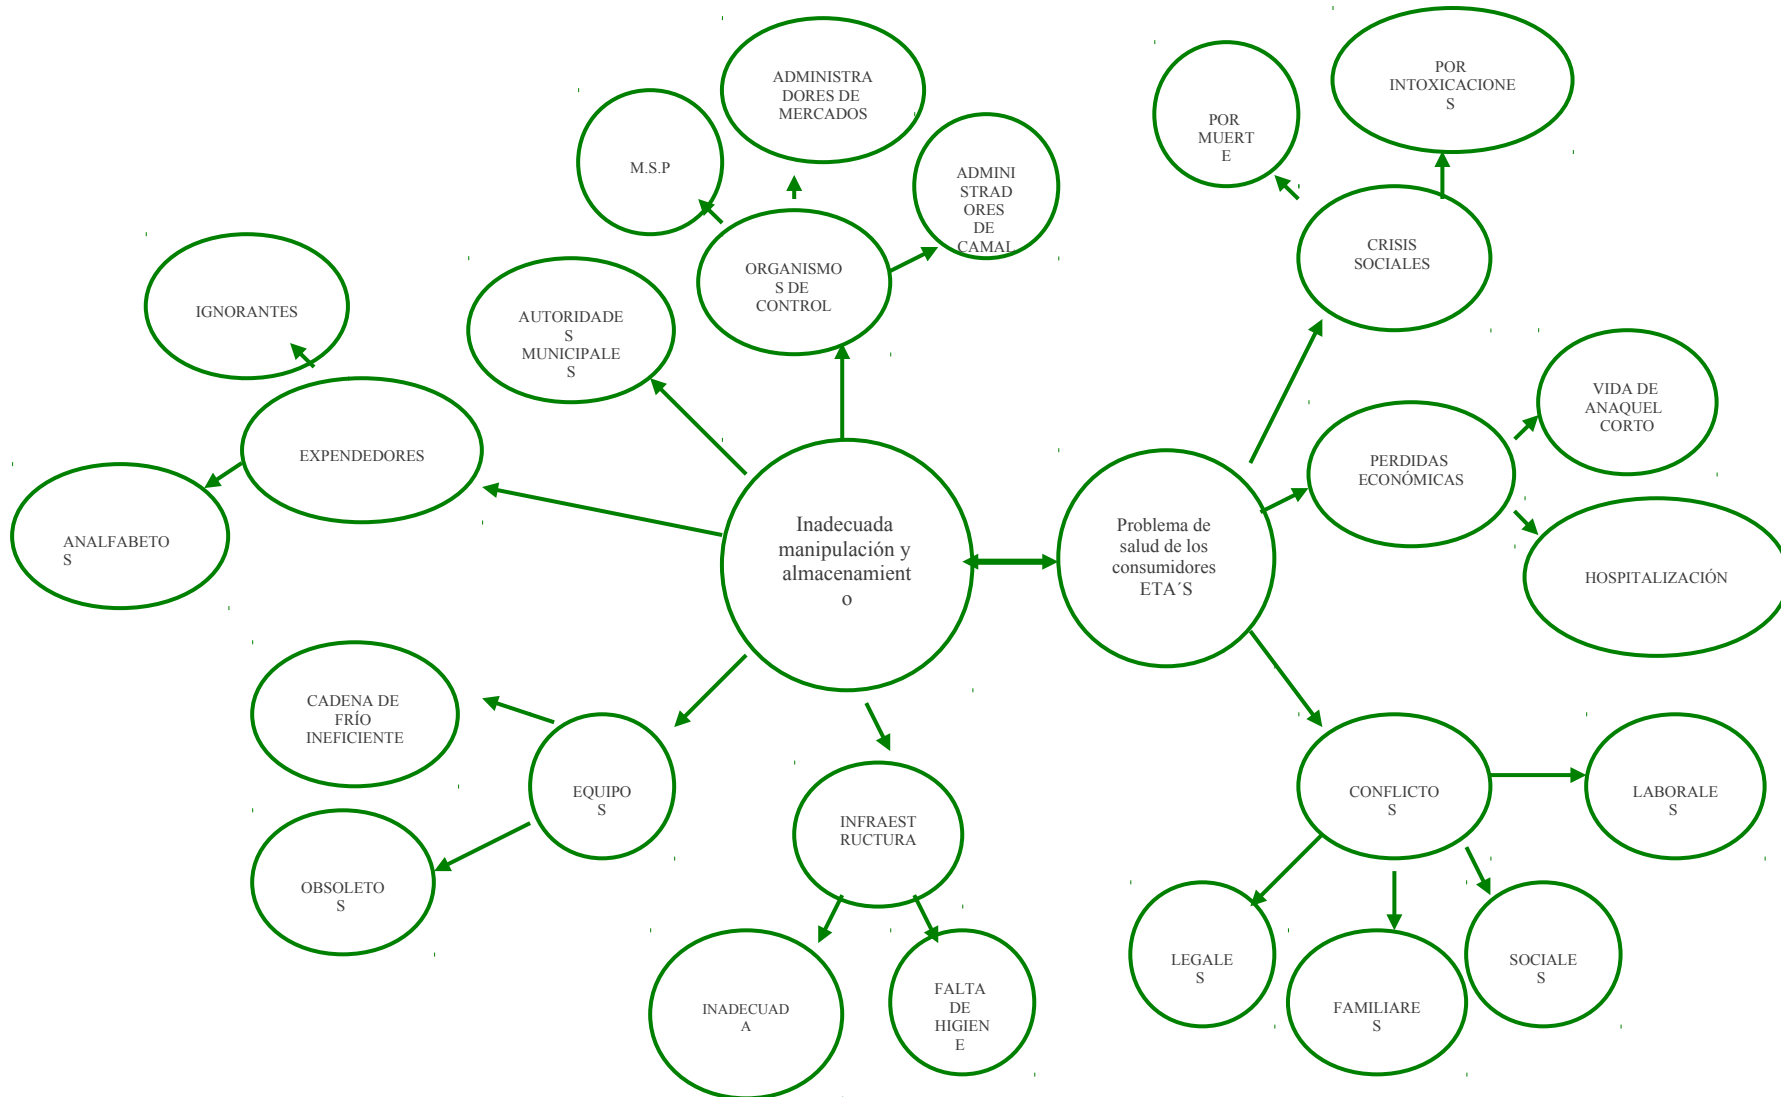 ADMINISTRA
DORES DE
MERCADOS
POR
INTOXICACIONE
S
POR
MUERT
E
M.S.P
ADMINI
STRAD
ORES
DE
CAMAL
CRISIS
SOCIALES
ORGANISMO
S DE
CONTROL
IGNORANTES
AUTORIDADE
S
MUNICIPALE
S
VIDA DE
ANAQUEL
CORTO
EXPENDEDORES
PERDIDAS
ECONÓMICAS
ANALFABETO
S
Inadecuada
manipulación y
almacenamient
o
Problema de
salud de los
consumidores
ETA´S
HOSPITALIZACIÓN
CADENA DE
FRÍO
INEFICIENTE
EQUIPO
S
INFRAEST
RUCTURA
CONFLICTO
S
LABORALE
S
OBSOLETO
S
INADECUAD
A
FALTA
DE
HIGIEN
E
LEGALE
S
FAMILIARE
S
SOCIALE
S